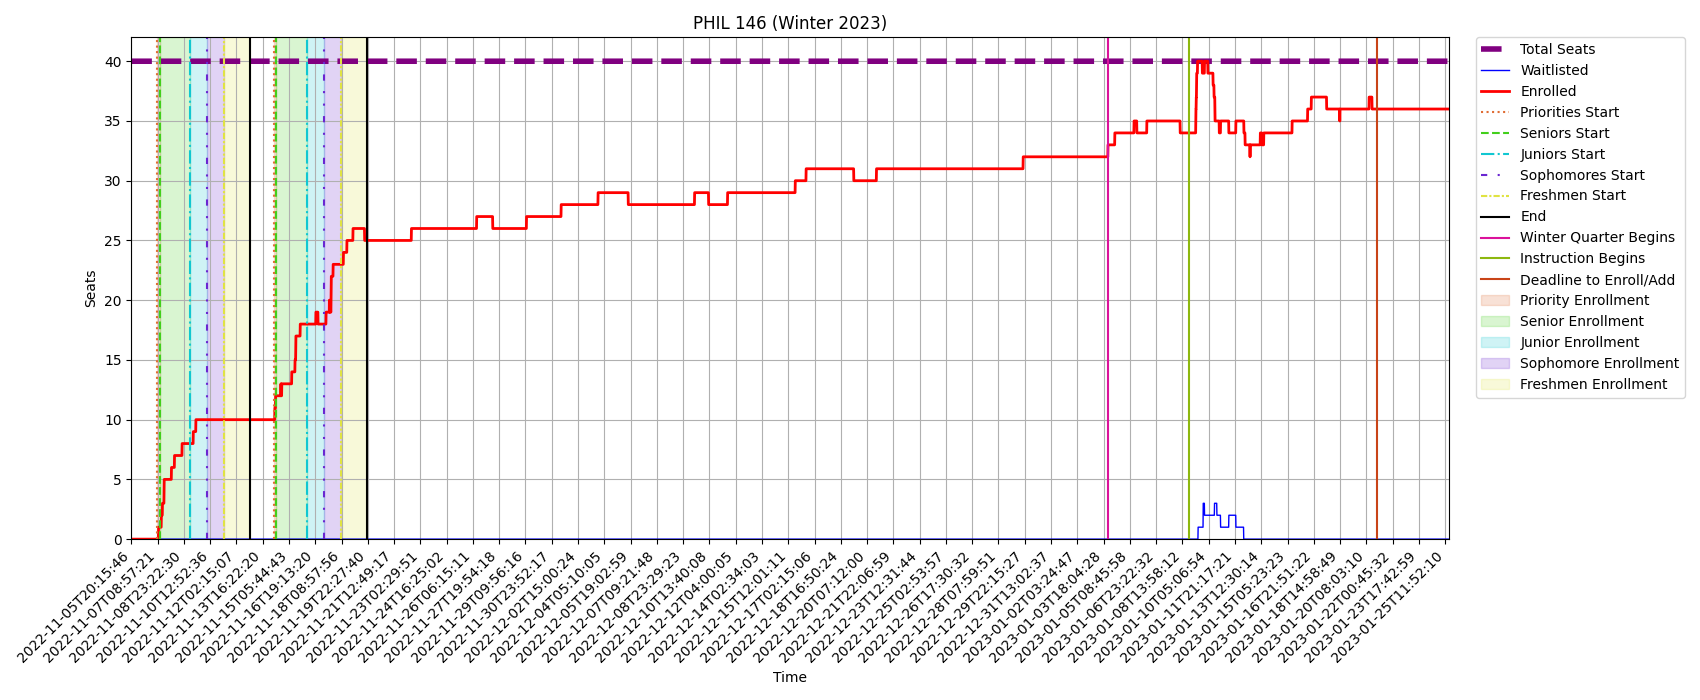 PHIL 146 (Winter 2023)
Seats
40
35
30
25
20
15
10
5
0
2022-11-05T20:15:46
2022-11-07T08:57:21
2022-11-08T23:22:30
2022-11-10T12:52:36
2022-11-12T02:15:07
2022-11-13T16:22:20
2022-11-15T05:44:43
2022-11-16T19:13:20
2022-11-18T08:57:56
2022-11-19T22:27:40
2022-11-21T12:49:17
2022-11-23T02:29:51
2022-11-24T16:25:02
2022-11-26T06:15:11
2022-11-27T19:54:18
2022-11-29T09:56:16
2022-11-30T23:52:17
2022-12-02T15:00:24
2022-12-04T05:10:05
2022-12-05T19:02:59
2022-12-07T09:21:48
2022-12-08T23:29:23
2022-12-10T13:40:08
2022-12-12T04:00:05
2022-12-14T02:34:03
2022-12-15T12:01:11
2022-12-17T02:15:06
2022-12-18T16:50:24
2022-12-20T07:12:00
2022-12-21T22:06:59
2022-12-23T12:31:44
2022-12-25T02:53:57
2022-12-26T17:30:32
2022-12-28T07:59:51
2022-12-29T22:15:27
2022-12-31T13:02:37
2023-01-02T03:24:47
2023-01-03T18:04:28
2023-01-05T08:45:58
2023-01-06T23:22:32
2023-01-08T13:58:12
2023-01-10T05:06:54
2023-01-11T21:17:21
2023-01-13T12:30:14
2023-01-15T05:23:23
2023-01-16T21:51:22
2023-01-18T14:58:49
2023-01-20T08:03:10
2023-01-22T00:45:32
2023-01-23T17:42:59
2023-01-25T11:52:10
Time
Total Seats
Waitlisted
Enrolled
Priorities Start
Seniors Start
Juniors Start
Sophomores Start
Freshmen Start
End
Winter Quarter Begins
Instruction Begins
Deadline to Enroll/Add
Priority Enrollment
Senior Enrollment
Junior Enrollment
Sophomore Enrollment
Freshmen Enrollment